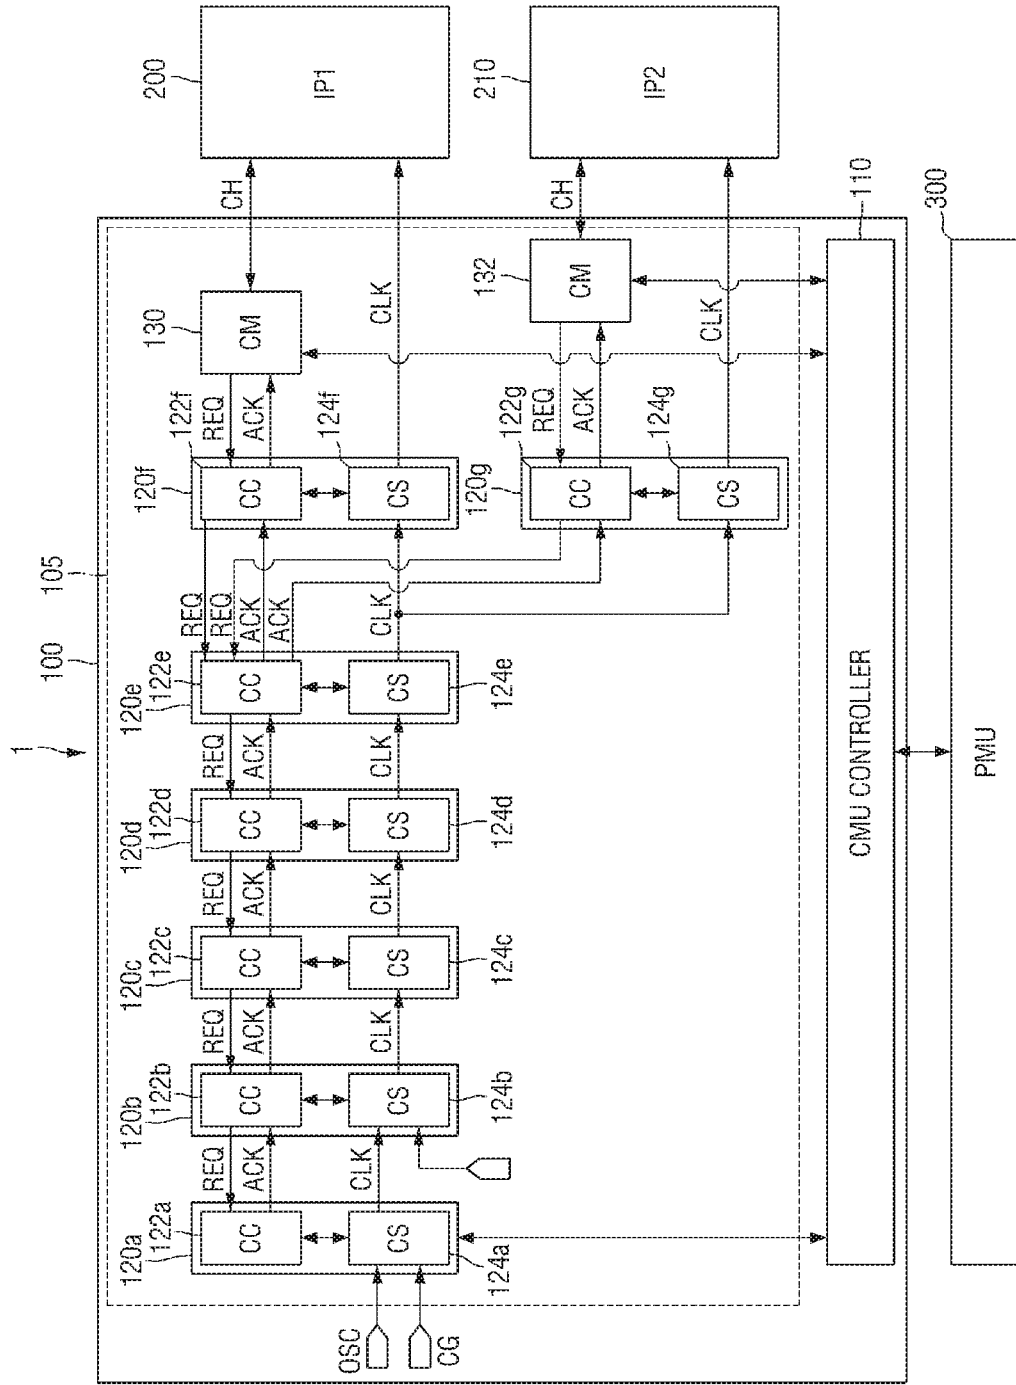 1
100
105
200
IP1
210
IP2
CH
CH
130
CM
132
CM
CLK
CLK
110
300
REQ
ACK
REQ
ACK
120f
122f
CC
124f
CS
120g
122g
CC
124g
CS
REQ
REQ
ACK
ACK
CLK
120e
122e
CC
CS
124e
REQ
ACK
CLK
120d
122d
CC
CS
124d
REQ
ACK
CLK
120c
122c
CC
CS
124c
REQ
ACK
CLK
120b
122b
CC
CS
124b
REQ
ACK
CLK
120a
122a
CC
CS
124a
OSC
CG
CMU CONTROLLER
PMU